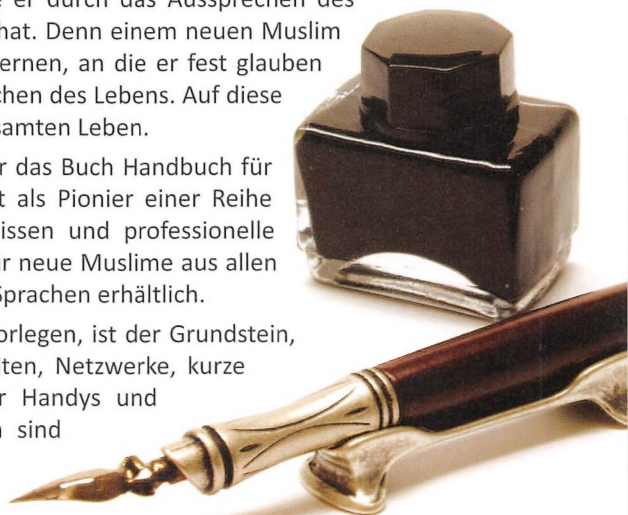 er durch das Aussprechen des
hat. Denn einem neuen Muslim
ernen, an die er fest glauben
chen des Lebens. Auf diese
samten Leben.
r das Buch Handbuch für
t als Pionier einer Reihe
issen und professionelle
ir neue Muslime aus allen
Sprachen erhältlich.
orlegen, ist der Grundstein,
iten, Netzwerke, kurze
r Handys und
sind